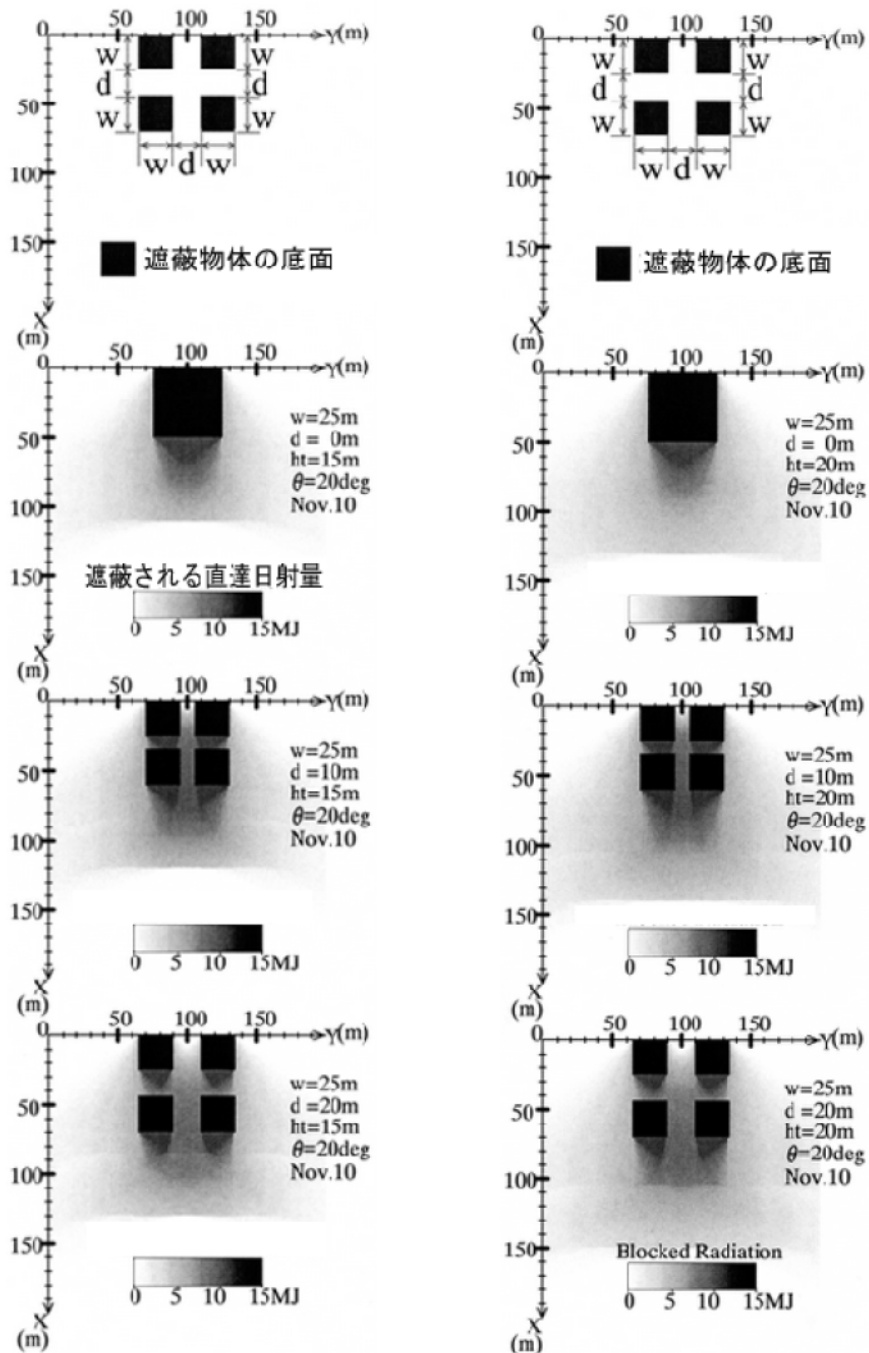 0 50 100 150 Y(m)
w w
d d
50
w w
w d w
100
150
遮蔽物体の底面
X
(m)
0 50 100 150 Y(m)
w w
d d
50
w w
w d w
100
150
遮蔽物体の底面
X
(m)
0 50 100 150 Y(m)
w=25m
50
d = 0m
ht=15m
θ=20deg
100
Nov.10
150
遮蔽される直達日射量
0 5 10 15MJ
X
(m)
0 50 100 150 Y(m)
w=25m
50
d = 0m
ht=20m
θ=20deg
100
Nov.10
150
0 5 10 15MJ
X
(m)
0 50 100 150 Y(m)
w=25m
50
d=10m
ht=15m
θ=20deg
100
Nov.10
150
0 5 10 15MJ
X
(m)
0 50 100 150 Y(m)
w=25m
50
d=10m
ht=20m
θ=20deg
100
Nov.10
150
0 5 10 15MJ
X
(m)
0 50 100 150 Y(m)
w=25m
50
d=20m
ht=15m
θ=20deg
100
Nov.10
150
0 5 10 15MJ
X
(m)
0 50 100 150 Y(m)
w=25m
50
d=20m
ht=20m
θ=20deg
100
Nov.10
150
Blocked Radiation
0 5 10 15MJ
X
(m)